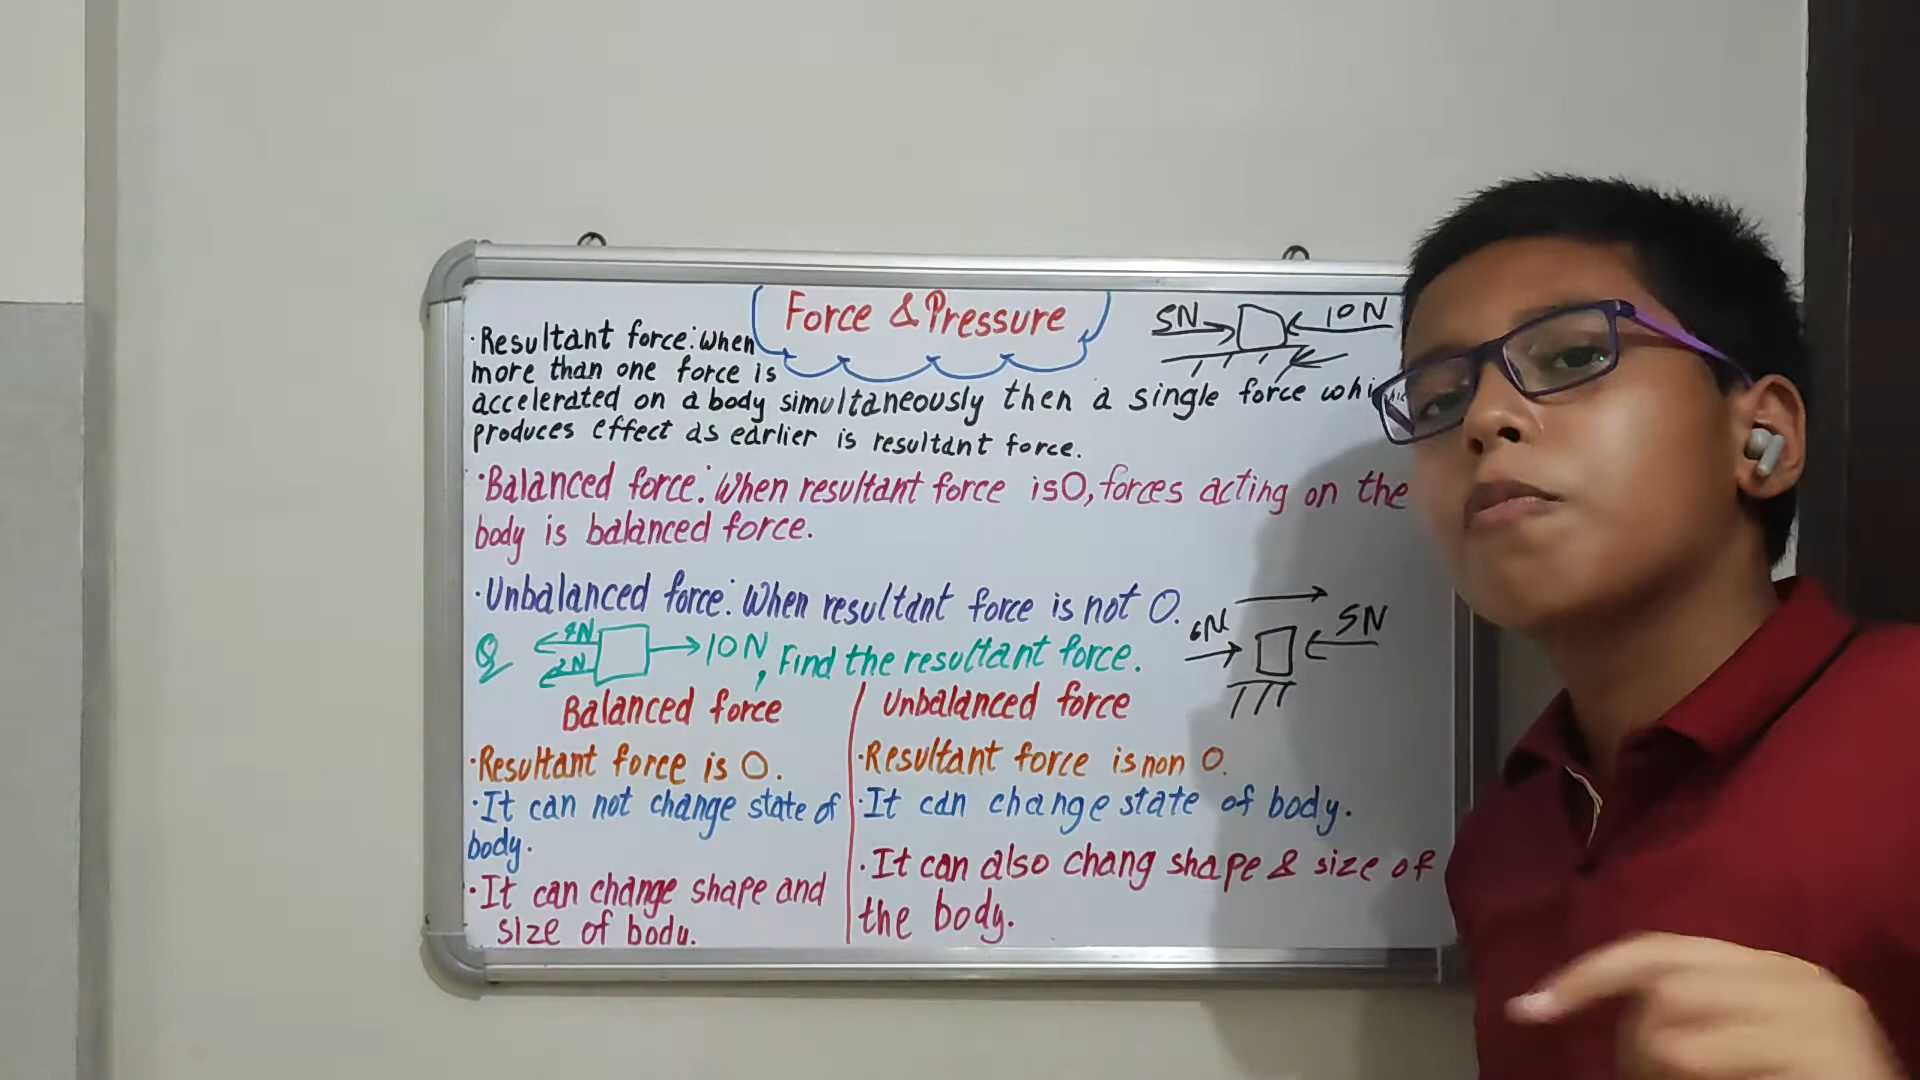 Force & Pressure
5N 10N
·Resultant force: When
more than one force is
accelerated on a body simultaneously then a single force
produces effect as earlier is resultant force.
·Balanced force: When resultant force is 0, forces acting on the
body is balanced force.
·Unbalanced force: When resultant force is not 0.
6N 5N
Q 2N 10N, Find the resultant force.
Balanced force
·Resultant force is 0.
·It can not change state of
body.
·It can change shape and
size of body.
Unbalanced force
·Resultant force is non 0.
·It can change state of body.
·It can also chang shape & size of
the body.